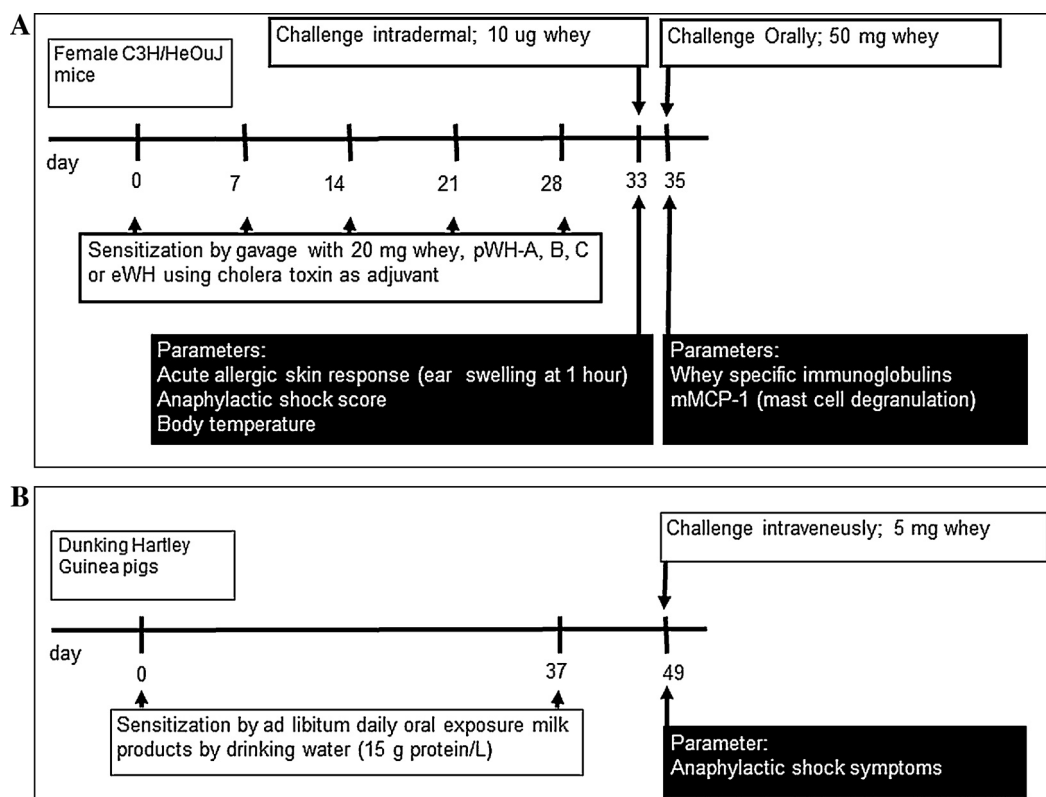 A
Female C3H/HeOuJ
mice
Challenge intradermal; 10 ug whey
Challenge Orally; 50 mg whey
day
0 7 14 21 28 33 35
Sensitization by gavage with 20 mg whey, pWH-A, B, C
or eWH using cholera toxin as adjuvant
Parameters:
Acute allergic skin response (ear swelling at 1 hour)
Anaphylactic shock score
Body temperature
Parameters:
Whey specific immunoglobulins
mMCP-1 (mast cell degranulation)
B
Dunking Hartley
Guinea pigs
Challenge intraveneusly; 5 mg whey
day
0 37 49
Sensitization by ad libitum daily oral exposure milk
products by drinking water (15 g protein/L)
Parameter:
Anaphylactic shock symptoms